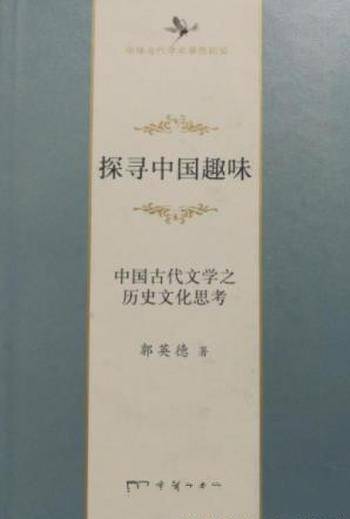 探寻中国趣味
中国古代文学之
历史文化思考
郭英德 著